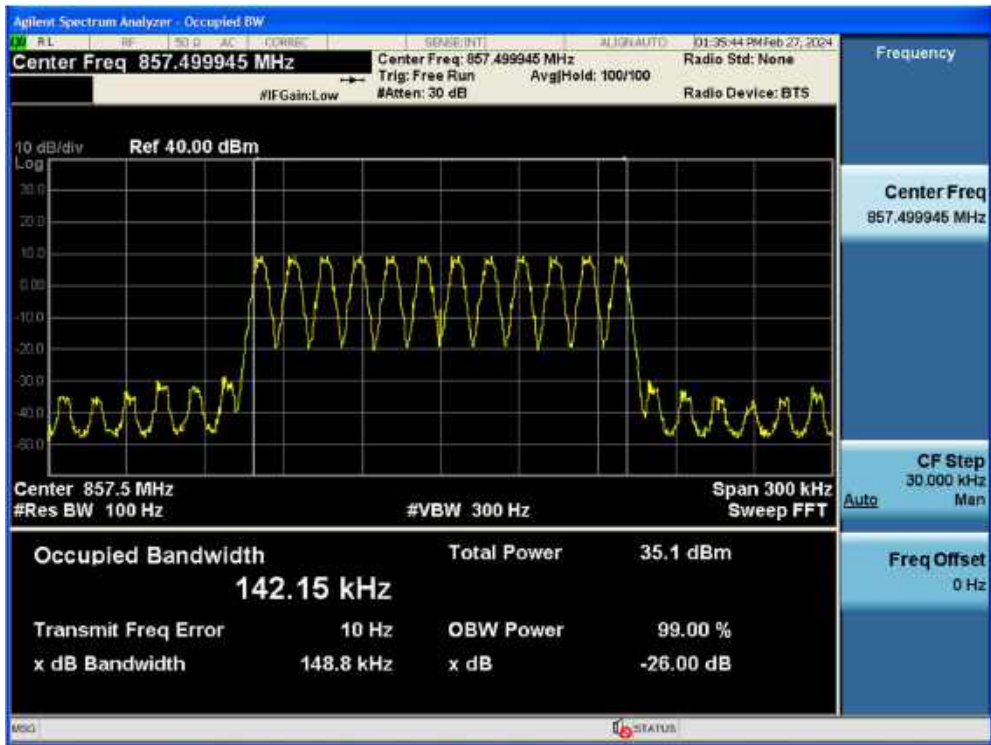 Agilent Spectrum Analyzer - Occupied BW
RL RF 50 Ω AC CORREC SENSE:INT ALIGN AUTO 01:35:44 PM Feb 27, 2024
Center Freq 857.499945 MHz
Center Freq: 857.499945 MHz
Radio Std: None
Trig: Free Run Avg|Hold: 100/100
#IFGain:Low #Atten: 30 dB Radio Device: BTS
10 dB/div Ref 40.00 dBm
Log
30.0
20.0
10.0
0.00
-10.0
-20.0
-30.0
-40.0
-50.0
Center 857.5 MHz Span 300 kHz
#Res BW 100 Hz #VBW 300 Hz Sweep FFT
Occupied Bandwidth Total Power 35.1 dBm
142.15 kHz
Transmit Freq Error 10 Hz OBW Power 99.00 %
x dB Bandwidth 148.8 kHz x dB -26.00 dB
MSG STATUS
Frequency
Center Freq
857.499945 MHz
CF Step
30.000 kHz
Auto Man
Freq Offset
0 Hz